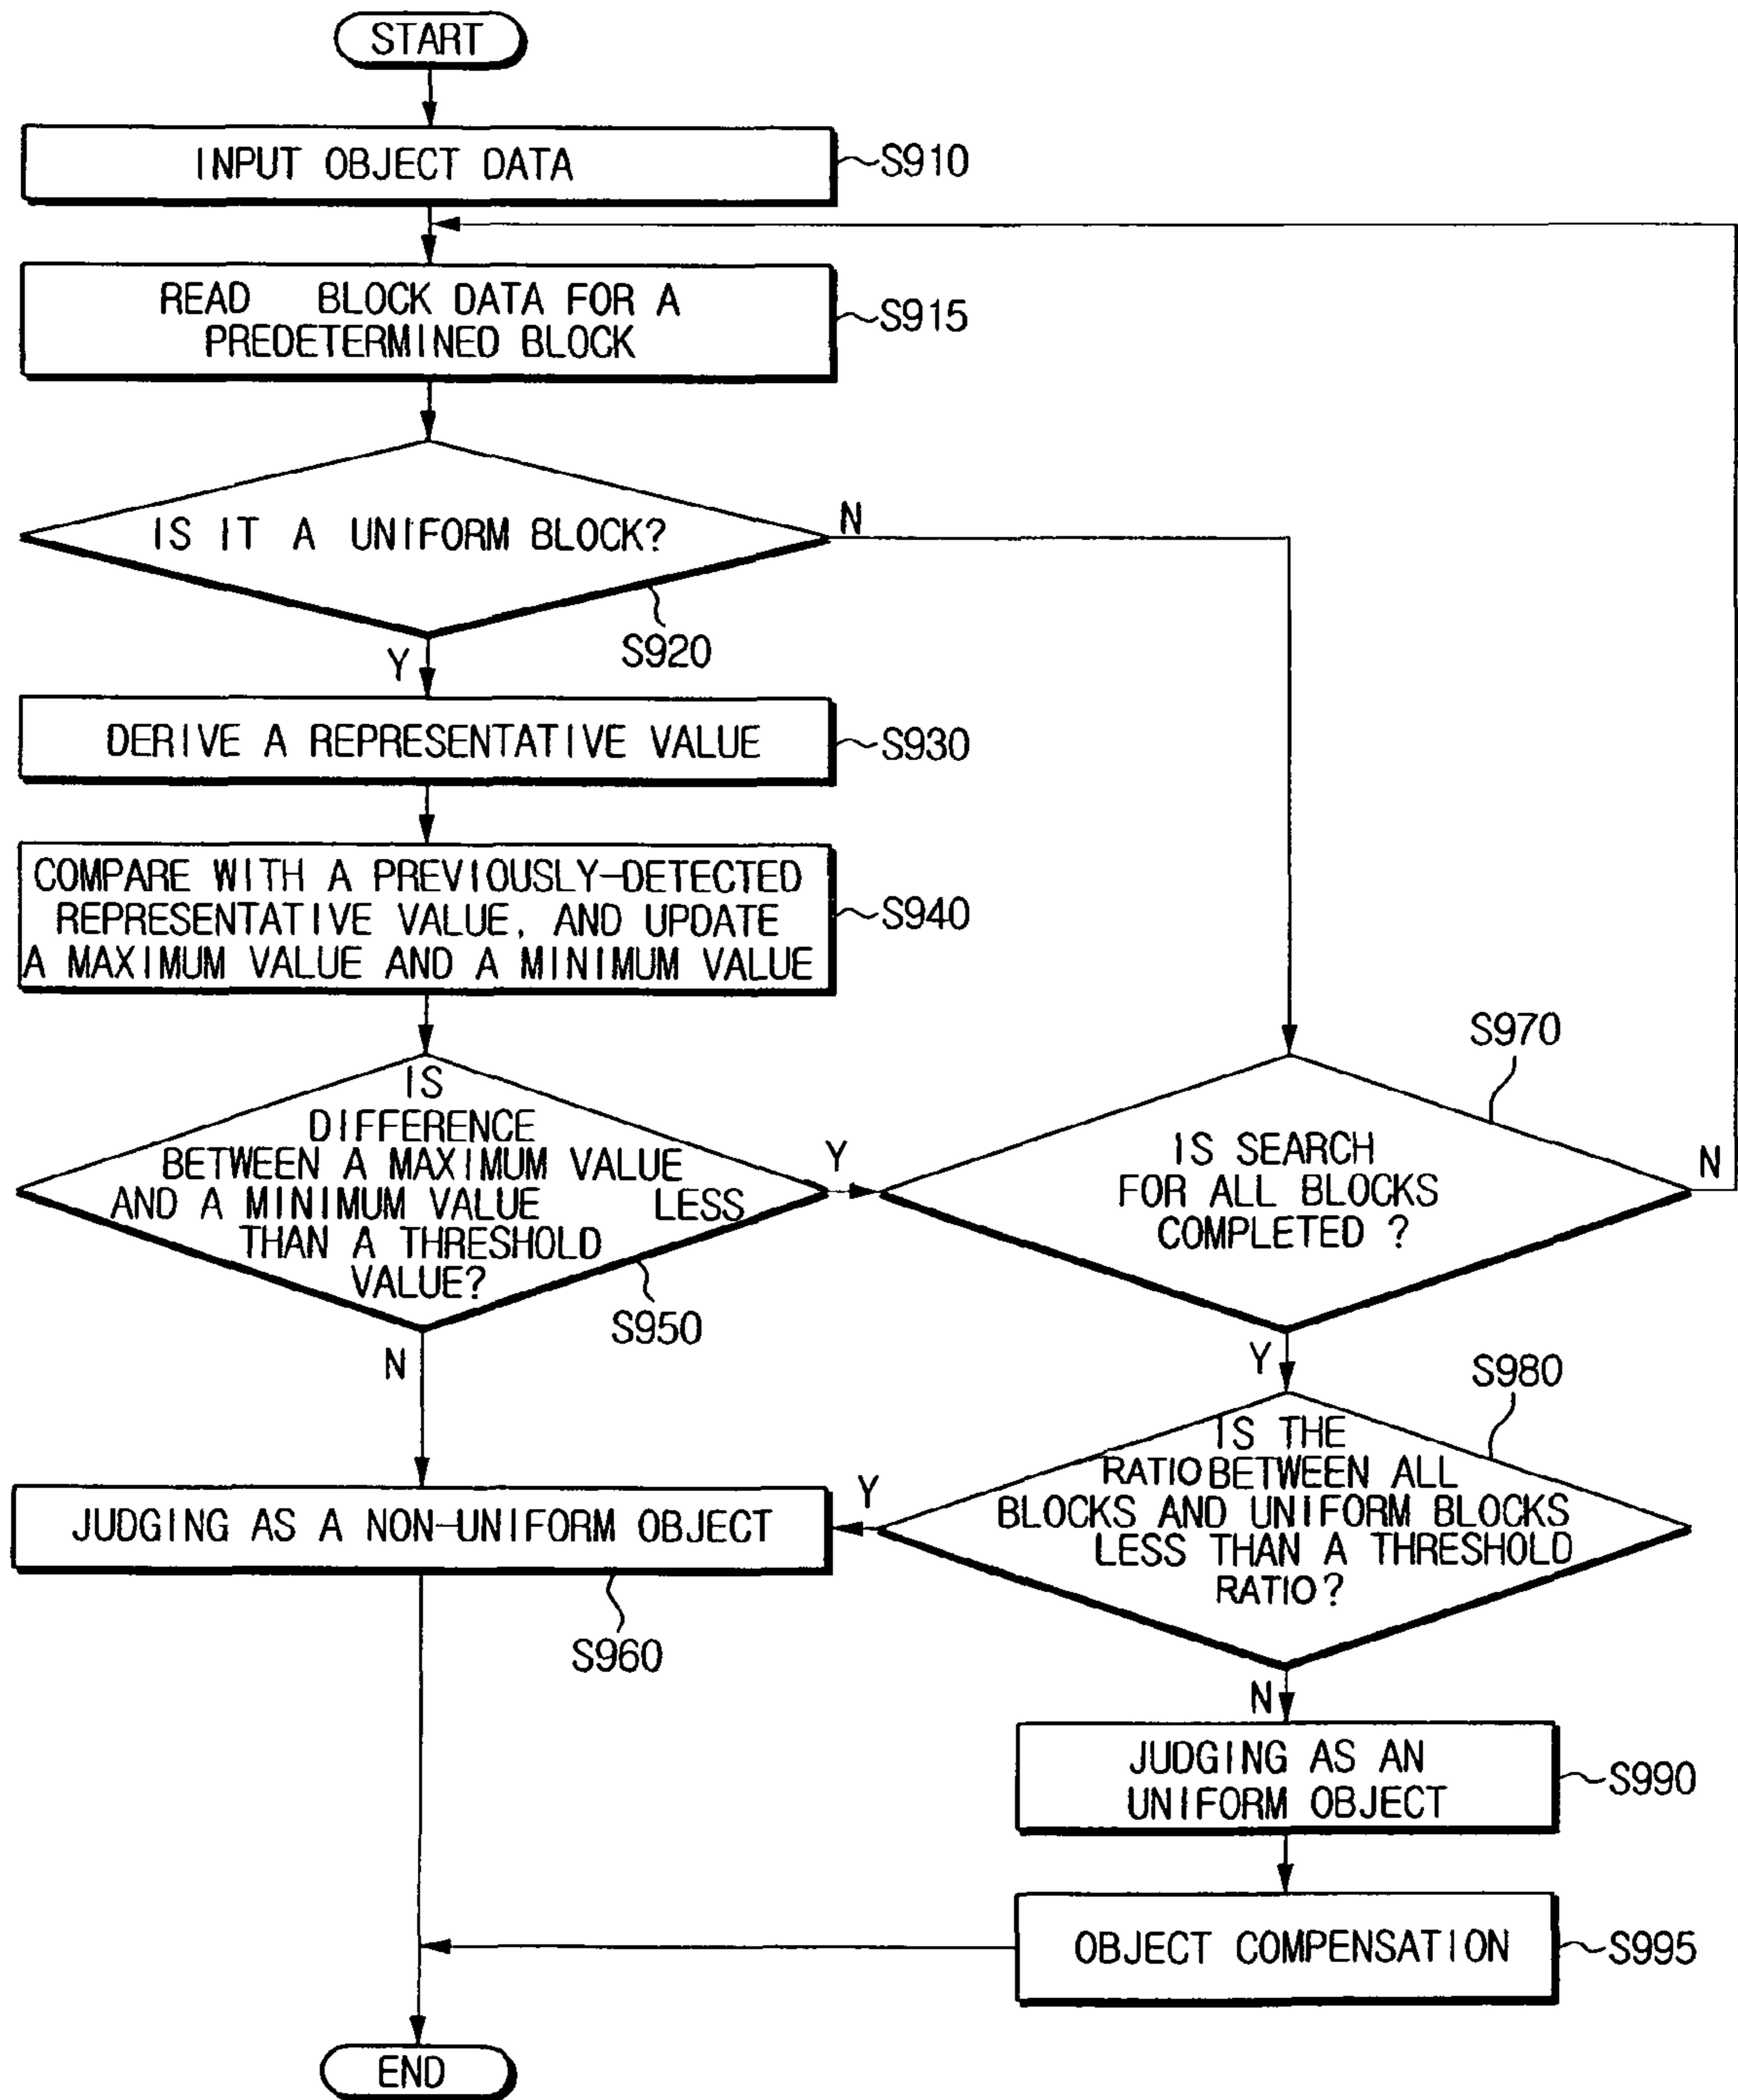 START
INPUT OBJECT DATA
S910
READ BLOCK DATA FOR A
PREDETERMINED BLOCK
S915
IS IT A UNIFORM BLOCK?
N
S920
Y
DERIVE A REPRESENTATIVE VALUE
S930
COMPARE WITH A PREVIOUSLY-DETECTED
REPRESENTATIVE VALUE, AND UPDATE
A MAXIMUM VALUE AND A MINIMUM VALUE
S940
IS
DIFFERENCE
BETWEEN A MAXIMUM VALUE
AND A MINIMUM VALUE LESS
THAN A THRESHOLD
VALUE?
Y
S950
N
S970
IS SEARCH
FOR ALL BLOCKS
COMPLETED ?
N
Y
S980
IS THE
RATIO BETWEEN ALL
BLOCKS AND UNIFORM BLOCKS
LESS THAN A THRESHOLD
RATIO?
Y
JUDGING AS A NON-UNIFORM OBJECT
S960
N
JUDGING AS AN
UNIFORM OBJECT
S990
OBJECT COMPENSATION
S995
END